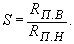 S = R_{П.В} / R_{П.Н}.